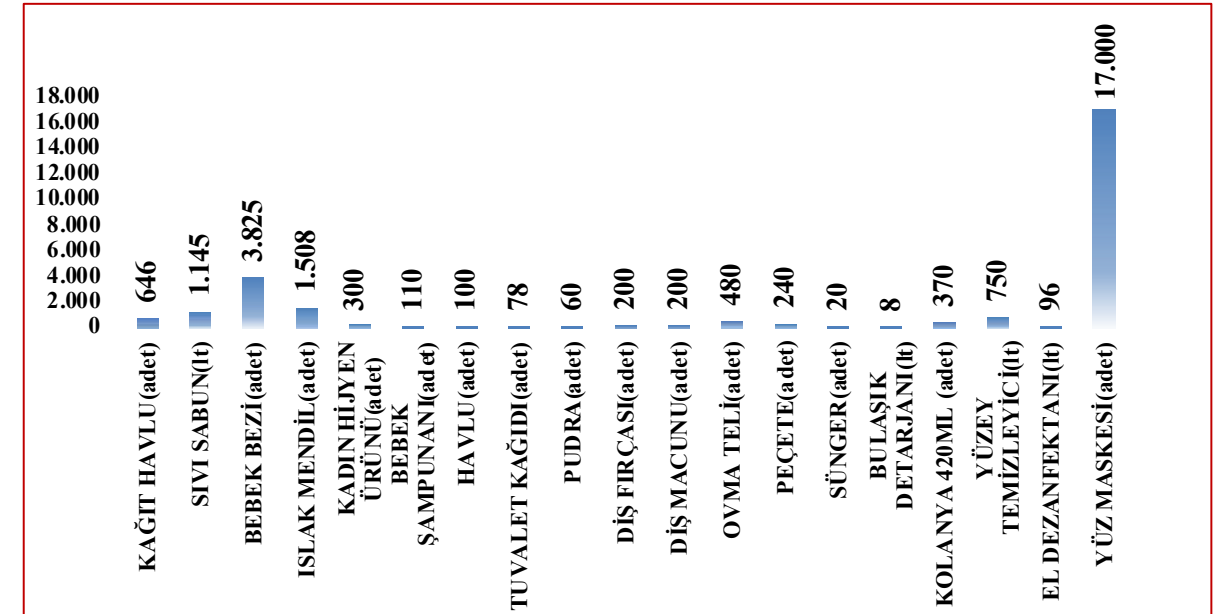 18.000
16.000
14.000
12.000
10.000
8.000
6.000
4.000
2.000
0
646
1.145
3.825
1.508
300
110
100
78
60
200
200
480
240
20
8
370
750
96
17.000
KAĞIT HAVLU(adet)
SIVI SABUN(lt)
BEBEK BEZİ(adet)
ISLAK MENDİL(adet)
KADIN HİJYEN
ÜRÜNÜ(adet)
BEBEK
ŞAMPUNANI(adet)
HAVLU(adet)
TUVALET KAĞIDI(adet)
PUDRA(adet)
DİŞ FIRÇASI(adet)
DİŞ MACUNU(adet)
OVMA TELİ(adet)
PEÇETE(adet)
SÜNGER(adet)
BULAŞIK
DETARJANI(lt)
KOLANYA 420ML (adet)
YÜZEY
TEMİZLEYİCİ(lt)
EL DEZANFEKTANI(lt)
YÜZ MASKESİ(adet)